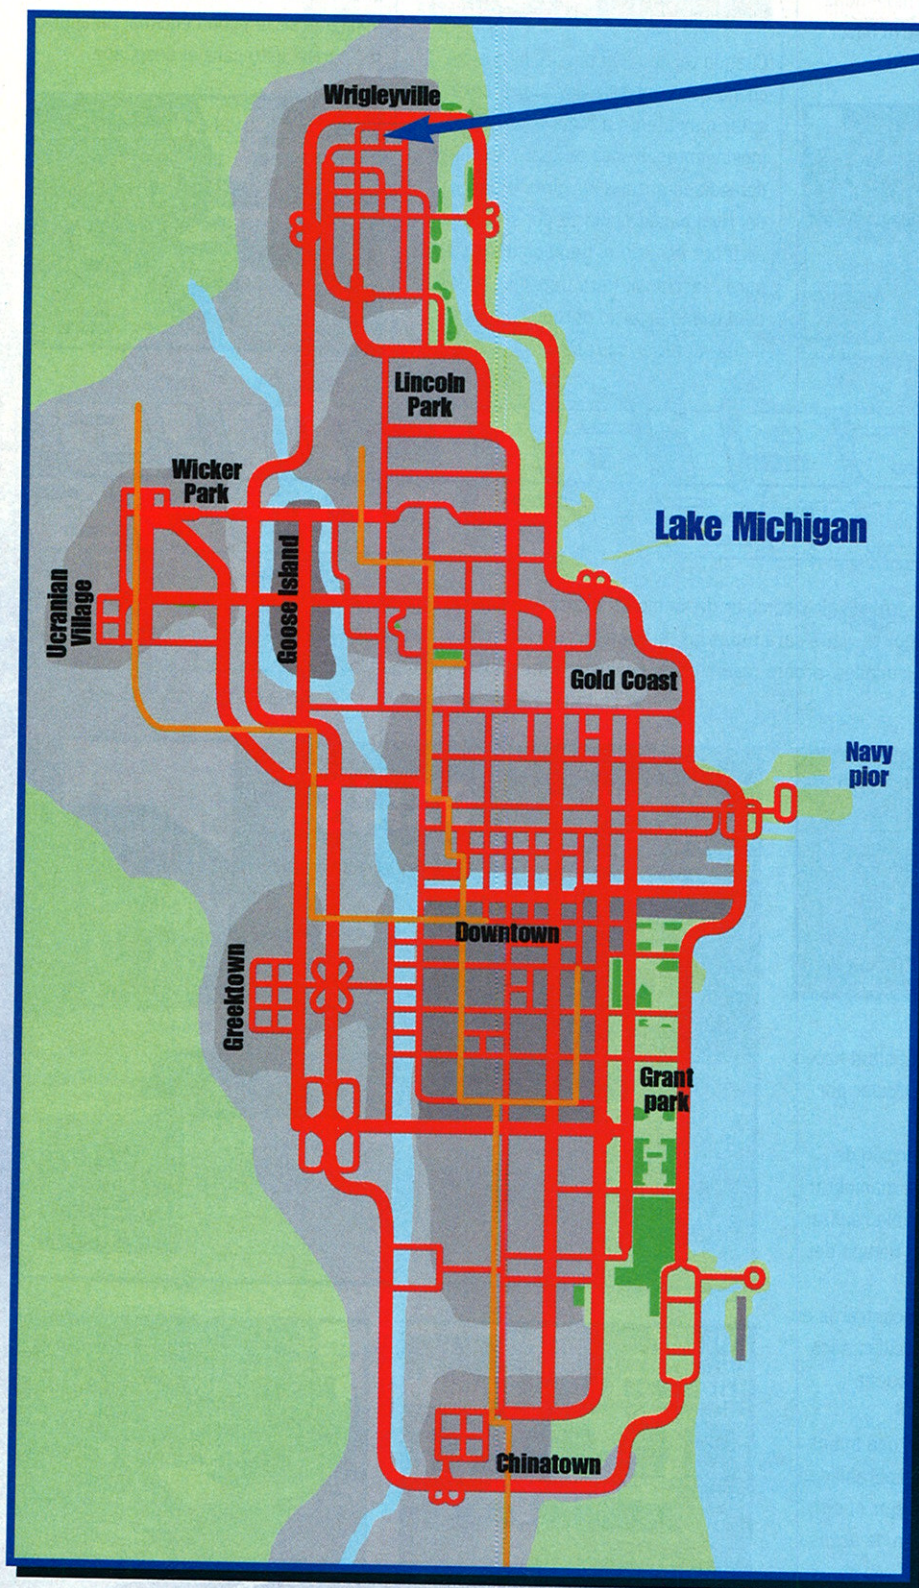 Wrigleyville
Lincoln
Park
Wicker
Park
Lake Michigan
Goose Island
Ucranian
Village
Gold Coast
Navy
pior
Downtown
Greektown
Grant
park
Chinatown